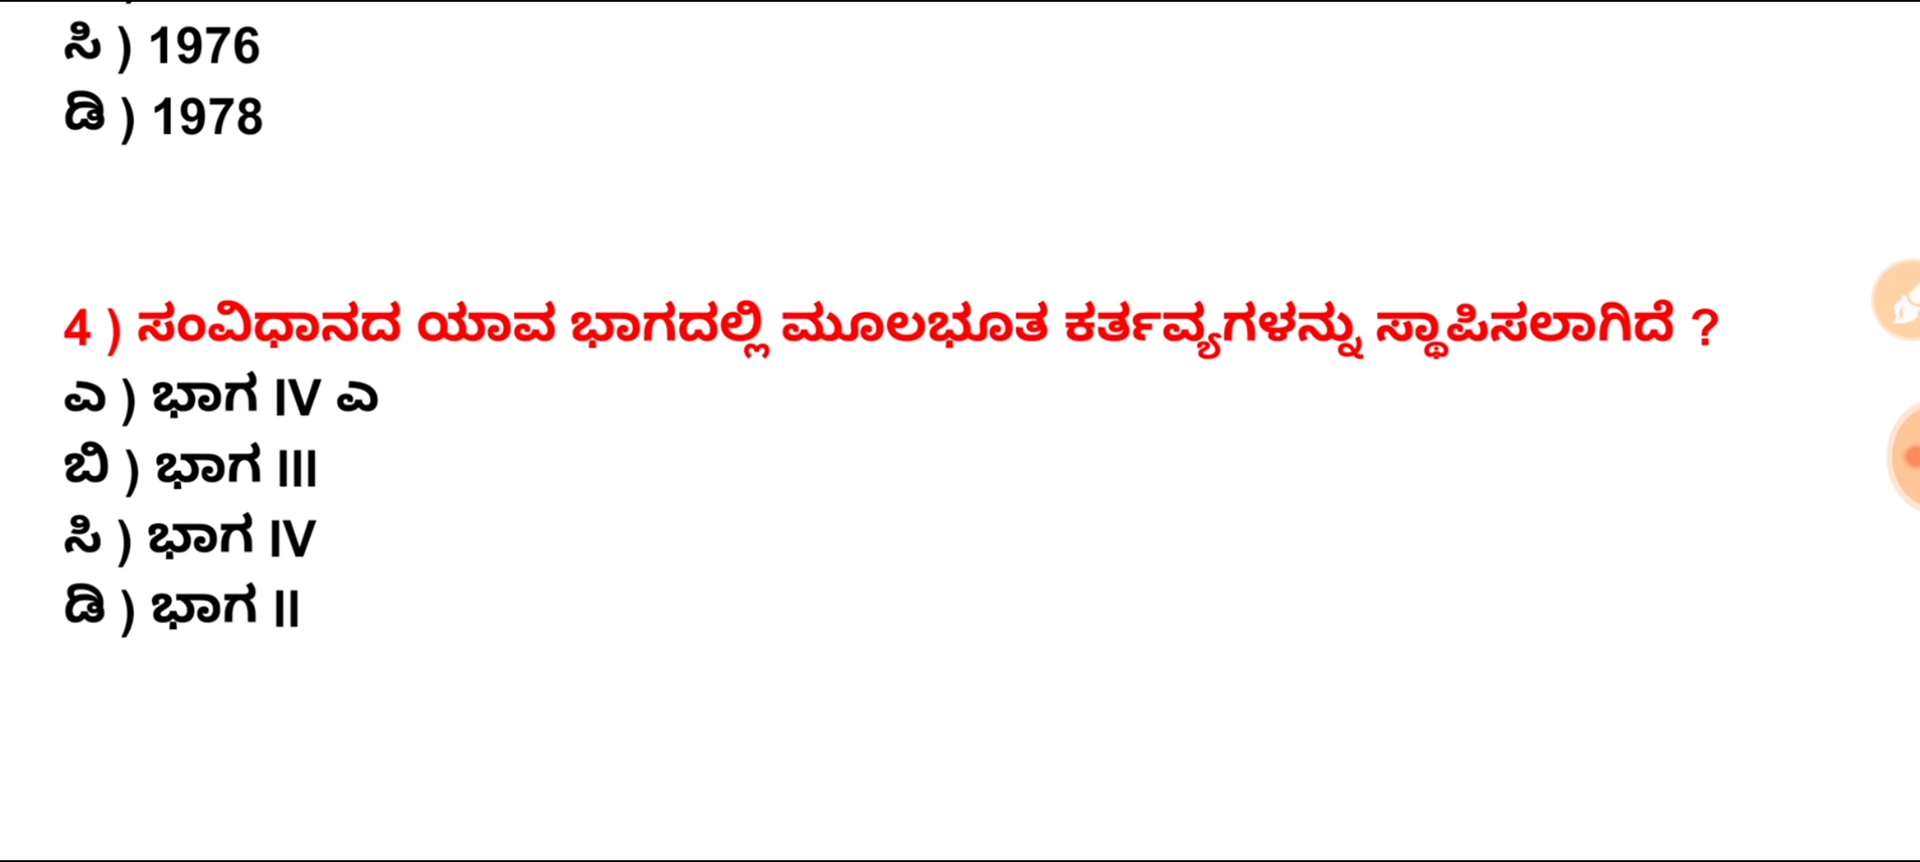 ಸಿ ) 1976
ಡಿ ) 1978
4 ) ಸಂವಿಧಾನದ ಯಾವ ಭಾಗದಲ್ಲಿ ಮೂಲಭೂತ ಕರ್ತವ್ಯಗಳನ್ನು ಸ್ಥಾಪಿಸಲಾಗಿದೆ ?
ಎ ) ಭಾಗ IV ಎ
ಬಿ ) ಭಾಗ III
ಸಿ ) ಭಾಗ IV
ಡಿ ) ಭಾಗ II